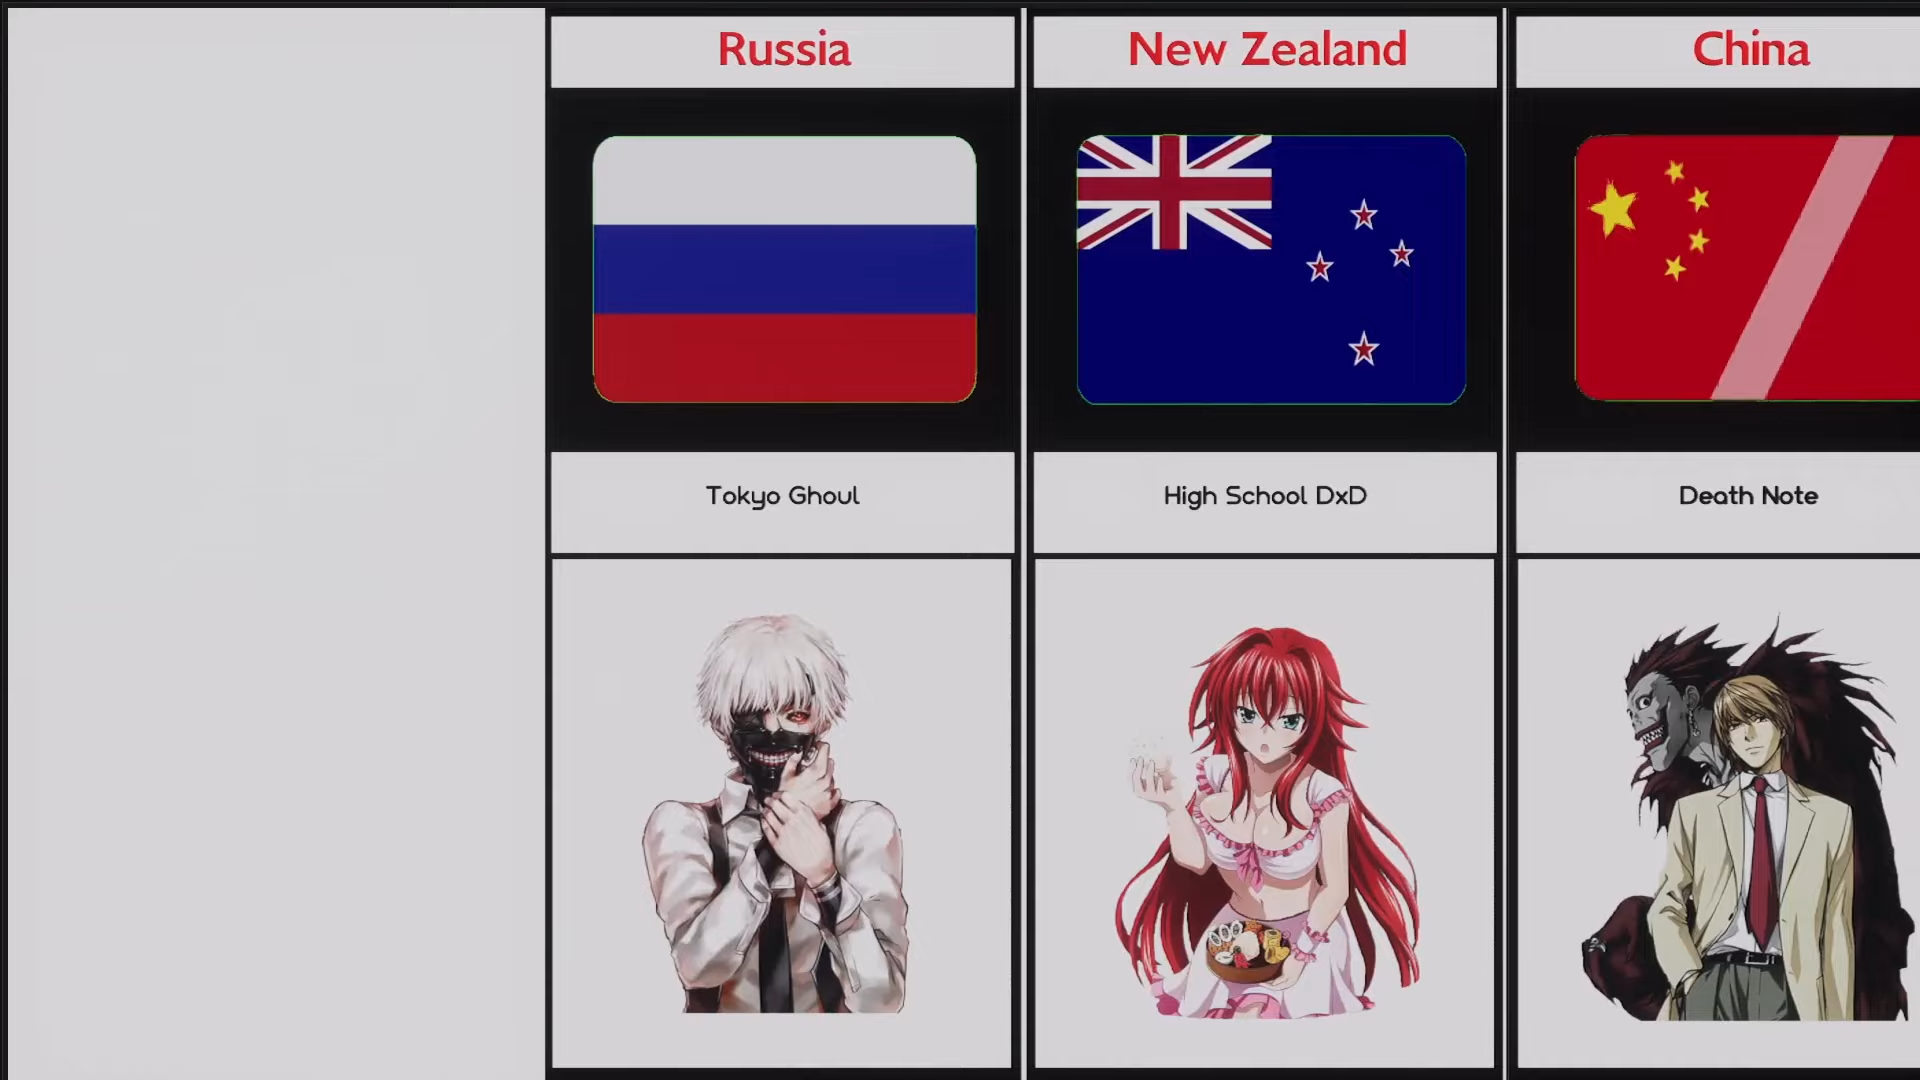 Russia
New Zealand
China
Tokyo Ghoul
High School DxD
Death Note